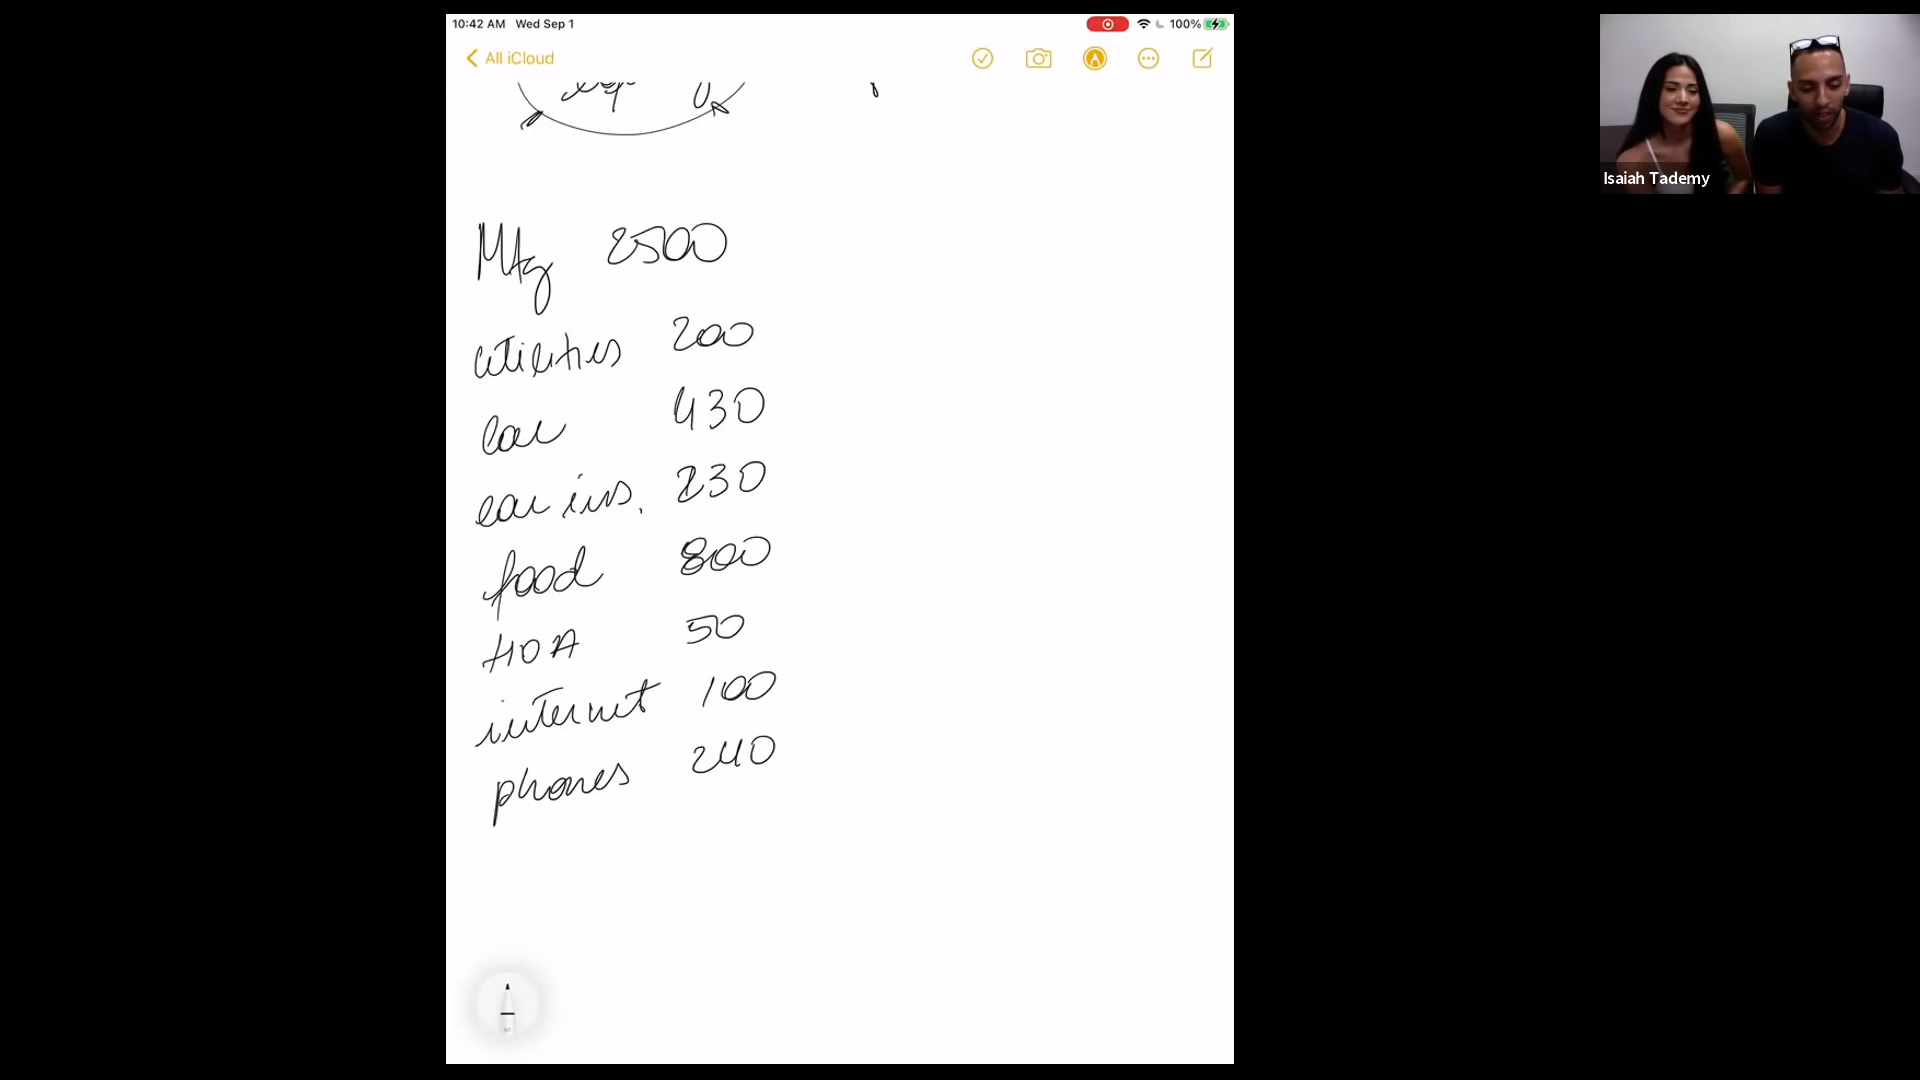 10:42 AM Wed Sep 1
100%
All iCloud
Isaiah Tademy
Mtg 2500
utilities 200
car 430
car ins. 230
food 800
HOA 50
internet 100
phones 240